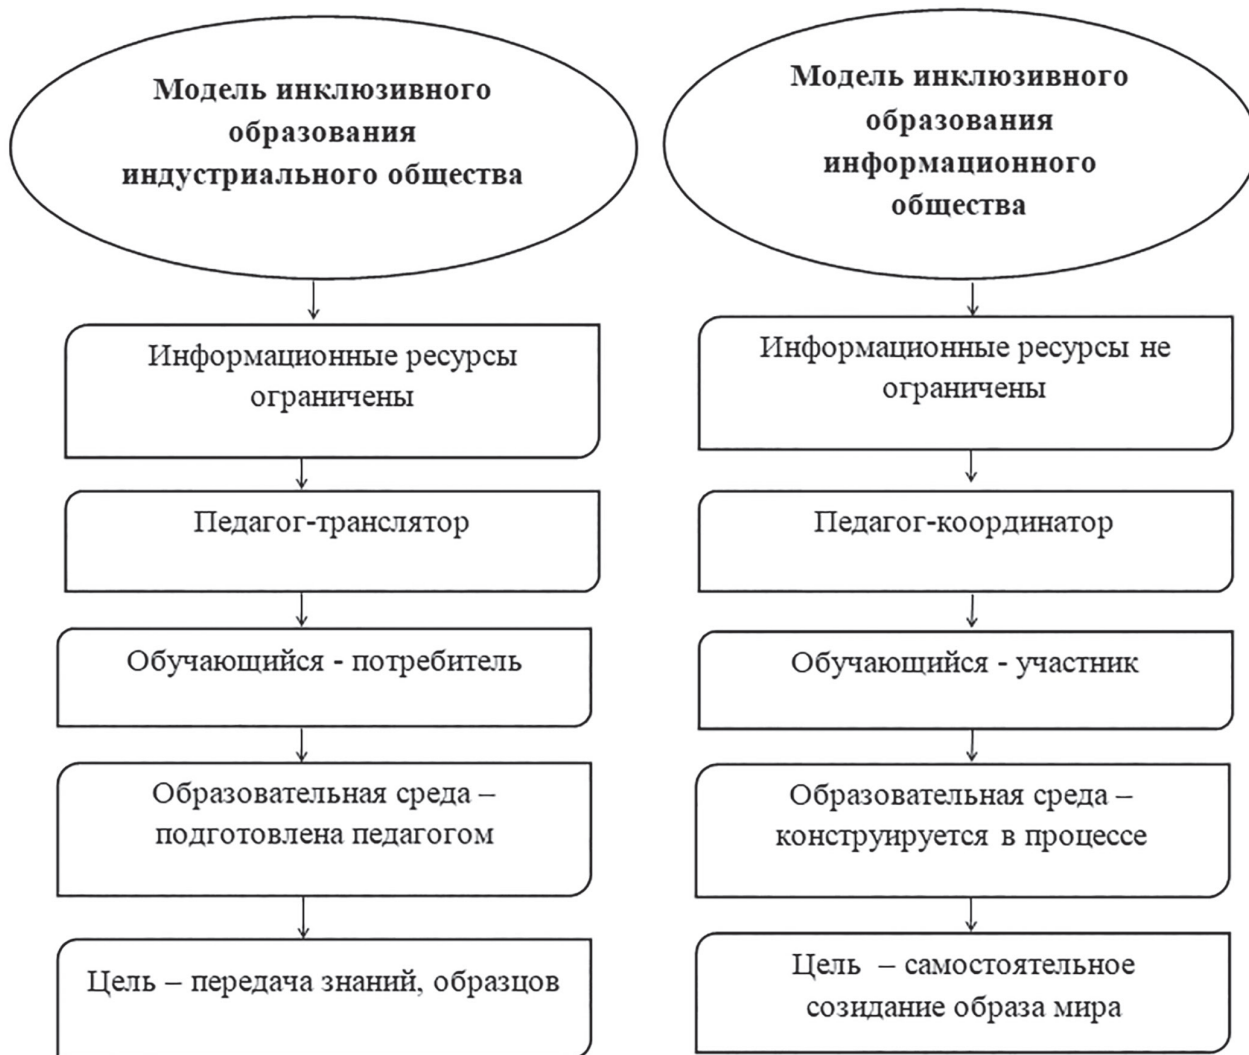 Модель инклюзивного
образования
индустриального общества
Информационные ресурсы
ограничены
Педагог-транслятор
Обучающийся - потребитель
Образовательная среда –
подготовлена педагогом
Цель – передача знаний, образцов
Модель инклюзивного
образования
информационного
общества
Информационные ресурсы не
ограничены
Педагог-координатор
Обучающийся - участник
Образовательная среда –
конструируется в процессе
Цель – самостоятельное
созидание образа мира